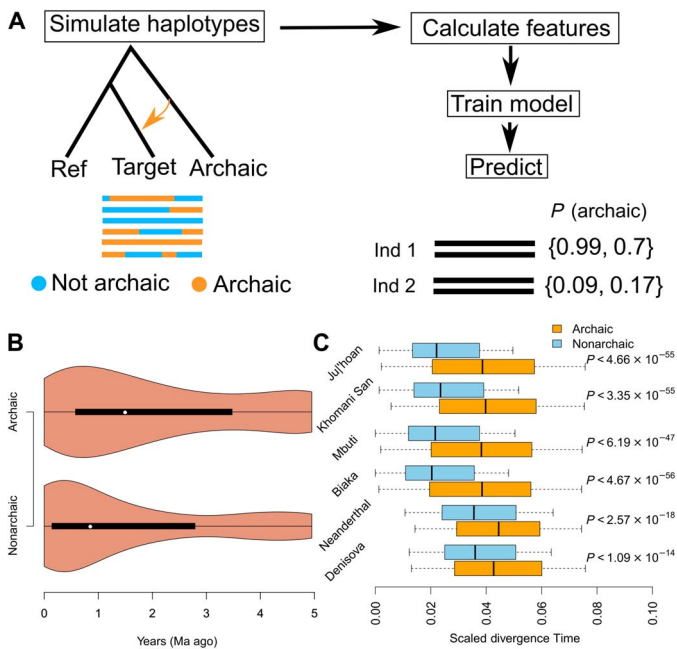 A
Simulate haplotypes
Calculate features
Train model
Predict
Ref Target Archaic
Not archaic Archaic
P (archaic)
Ind 1 {0.99, 0.7}
Ind 2 {0.09, 0.17}
B
Archaic
Nonarchaic
0 1 2 3 4 5
Years (Ma ago)
C
Archaic
Nonarchaic
Ju|'hoan
P < 4.66 × 10⁻⁵⁵
Khomani San
P < 3.35 × 10⁻⁵⁵
Mbuti
P < 6.19 × 10⁻⁴⁷
Biaka
P < 4.67 × 10⁻⁵⁶
Neanderthal
P < 2.57 × 10⁻¹⁸
Denisova
P < 1.09 × 10⁻¹⁴
0.00 0.02 0.04 0.06 0.08 0.10
Scaled divergence Time